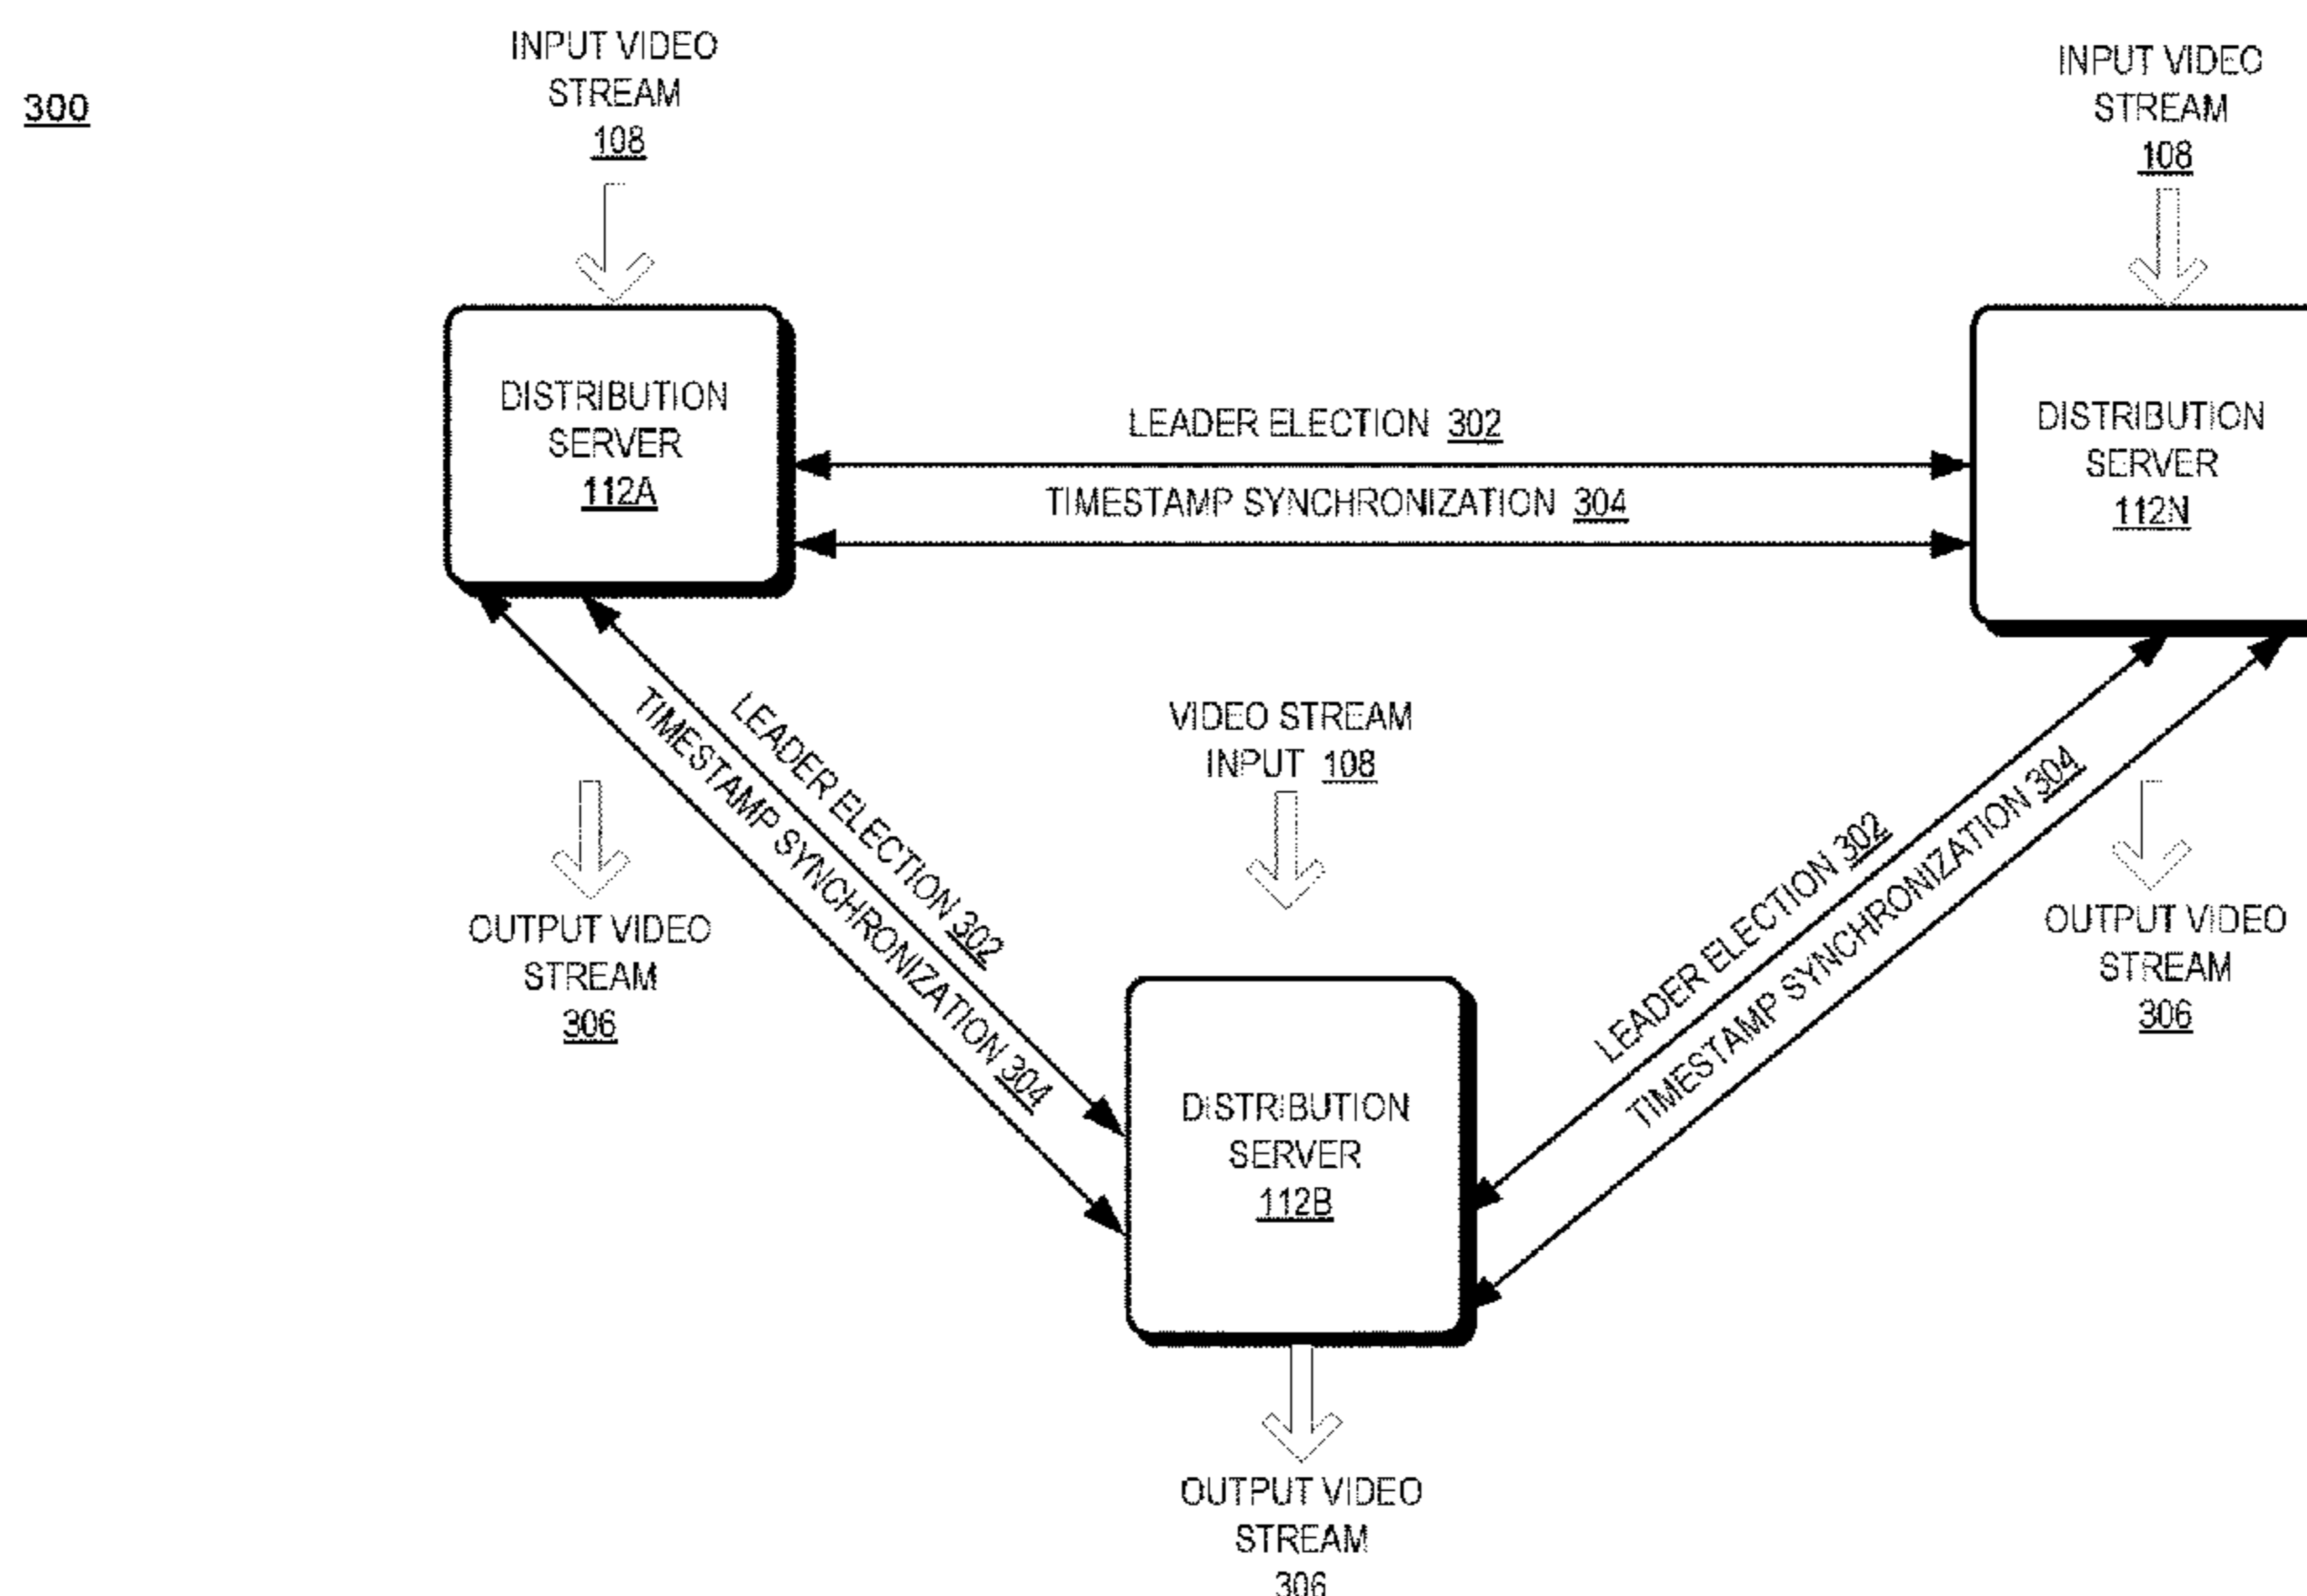 300
INPUT VIDEO
STREAM
108
INPUT VIDEO
STREAM
108
DISTRIBUTION
SERVER
112A
LEADER ELECTION 302
TIMESTAMP SYNCHRONIZATION 304
DISTRIBUTION
SERVER
112N
LEADER ELECTION 302
TIMESTAMP SYNCHRONIZATION 304
VIDEO STREAM
INPUT 108
LEADER ELECTION 302
TIMESTAMP SYNCHRONIZATION 304
OUTPUT VIDEO
STREAM
306
OUTPUT VIDEO
STREAM
306
DISTRIBUTION
SERVER
112B
OUTPUT VIDEO
STREAM
306